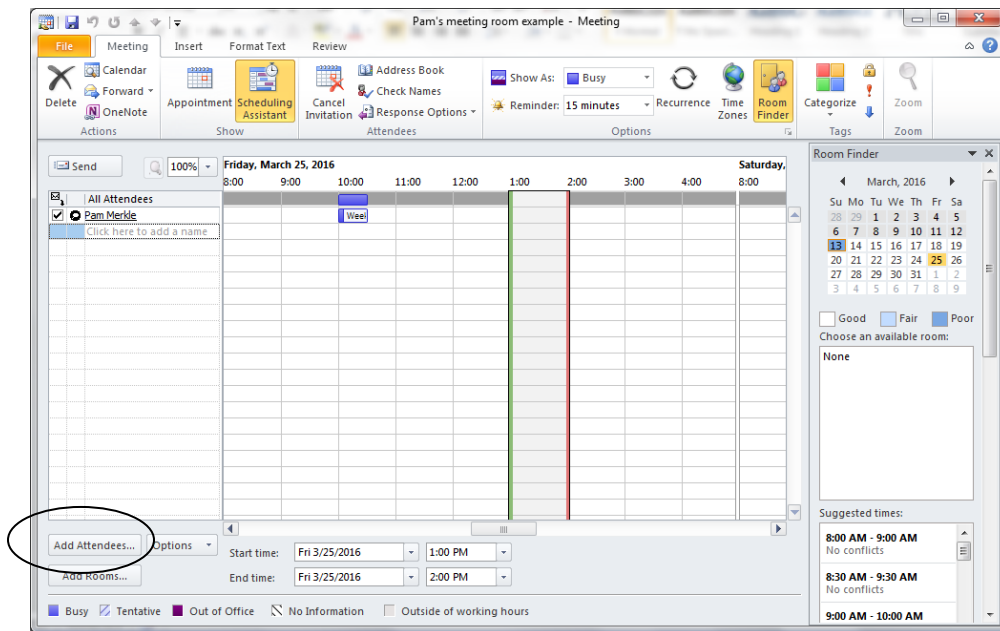 Pam's meeting room example - Meeting
File Meeting Insert Format Text Review
Delete
Calendar
Forward
OneNote
Actions
Appointment
Scheduling
Assistant
Show
Cancel
Invitation
Address Book
Check Names
Response Options
Attendees
Show As: Busy
Reminder: 15 minutes
Recurrence
Time
Zones
Room
Finder
Options
Categorize
Tags
Zoom
Zoom
Send 100%
Friday, March 25, 2016 Saturday,
8:00 9:00 10:00 11:00 12:00 1:00 2:00 3:00 4:00 8:00
All Attendees
Pam Merkle Weel
Click here to add a name
Add Attendees... Options
Add Rooms...
Start time: Fri 3/25/2016 1:00 PM
End time: Fri 3/25/2016 2:00 PM
Busy Tentative Out of Office No Information Outside of working hours
Room Finder
March, 2016
Su Mo Tu We Th Fr Sa
28 29 1 2 3 4 5
6 7 8 9 10 11 12
13 14 15 16 17 18 19
20 21 22 23 24 25 26
27 28 29 30 31 1 2
3 4 5 6 7 8 9
Good Fair Poor
Choose an available room:
None
Suggested times:
8:00 AM - 9:00 AM
No conflicts
8:30 AM - 9:30 AM
No conflicts
9:00 AM - 10:00 AM